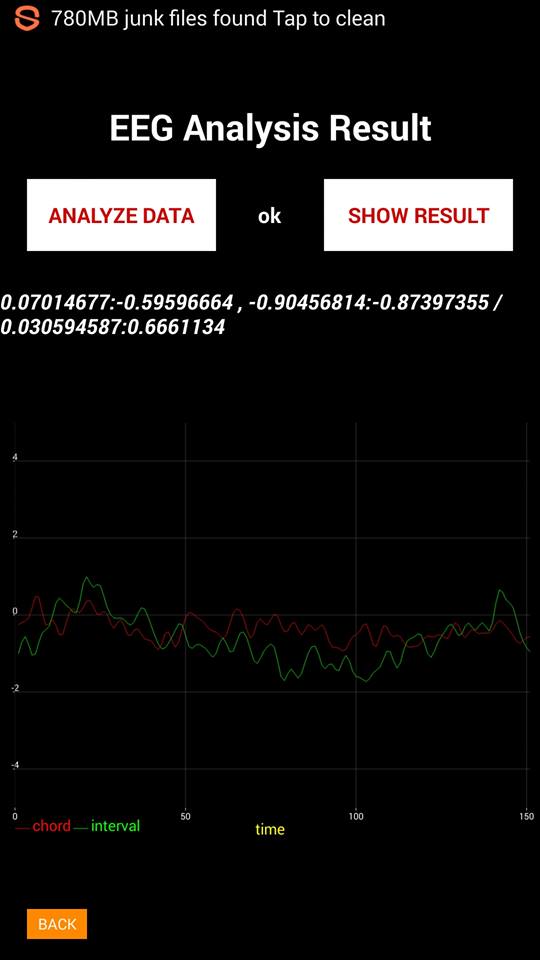 780MB junk files found Tap to clean
EEG Analysis Result
ANALYZE DATA
ok
SHOW RESULT
0.07014677:-0.59596664 , -0.90456814:-0.87397355 /
0.030594587:0.6661134
4
2
0
-2
-4
0
50
100
150
chord
interval
time
BACK